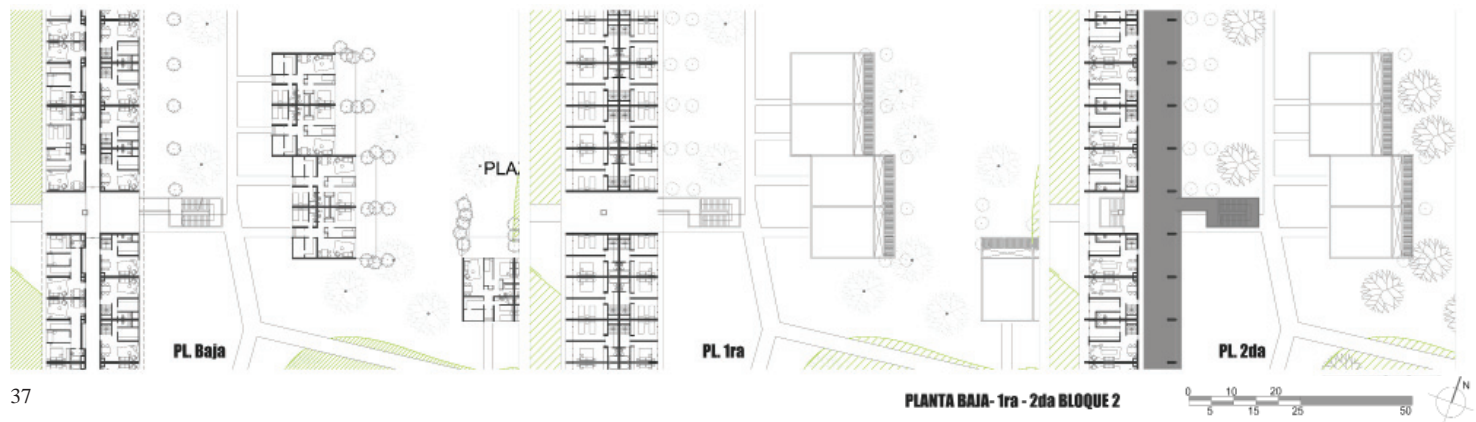 PLA
PL. Baja
PL. 1ra
PL. 2da
37
PLANTA BAJA- 1ra - 2da BLOQUE 2
0 10 20
5 15 25 50
N